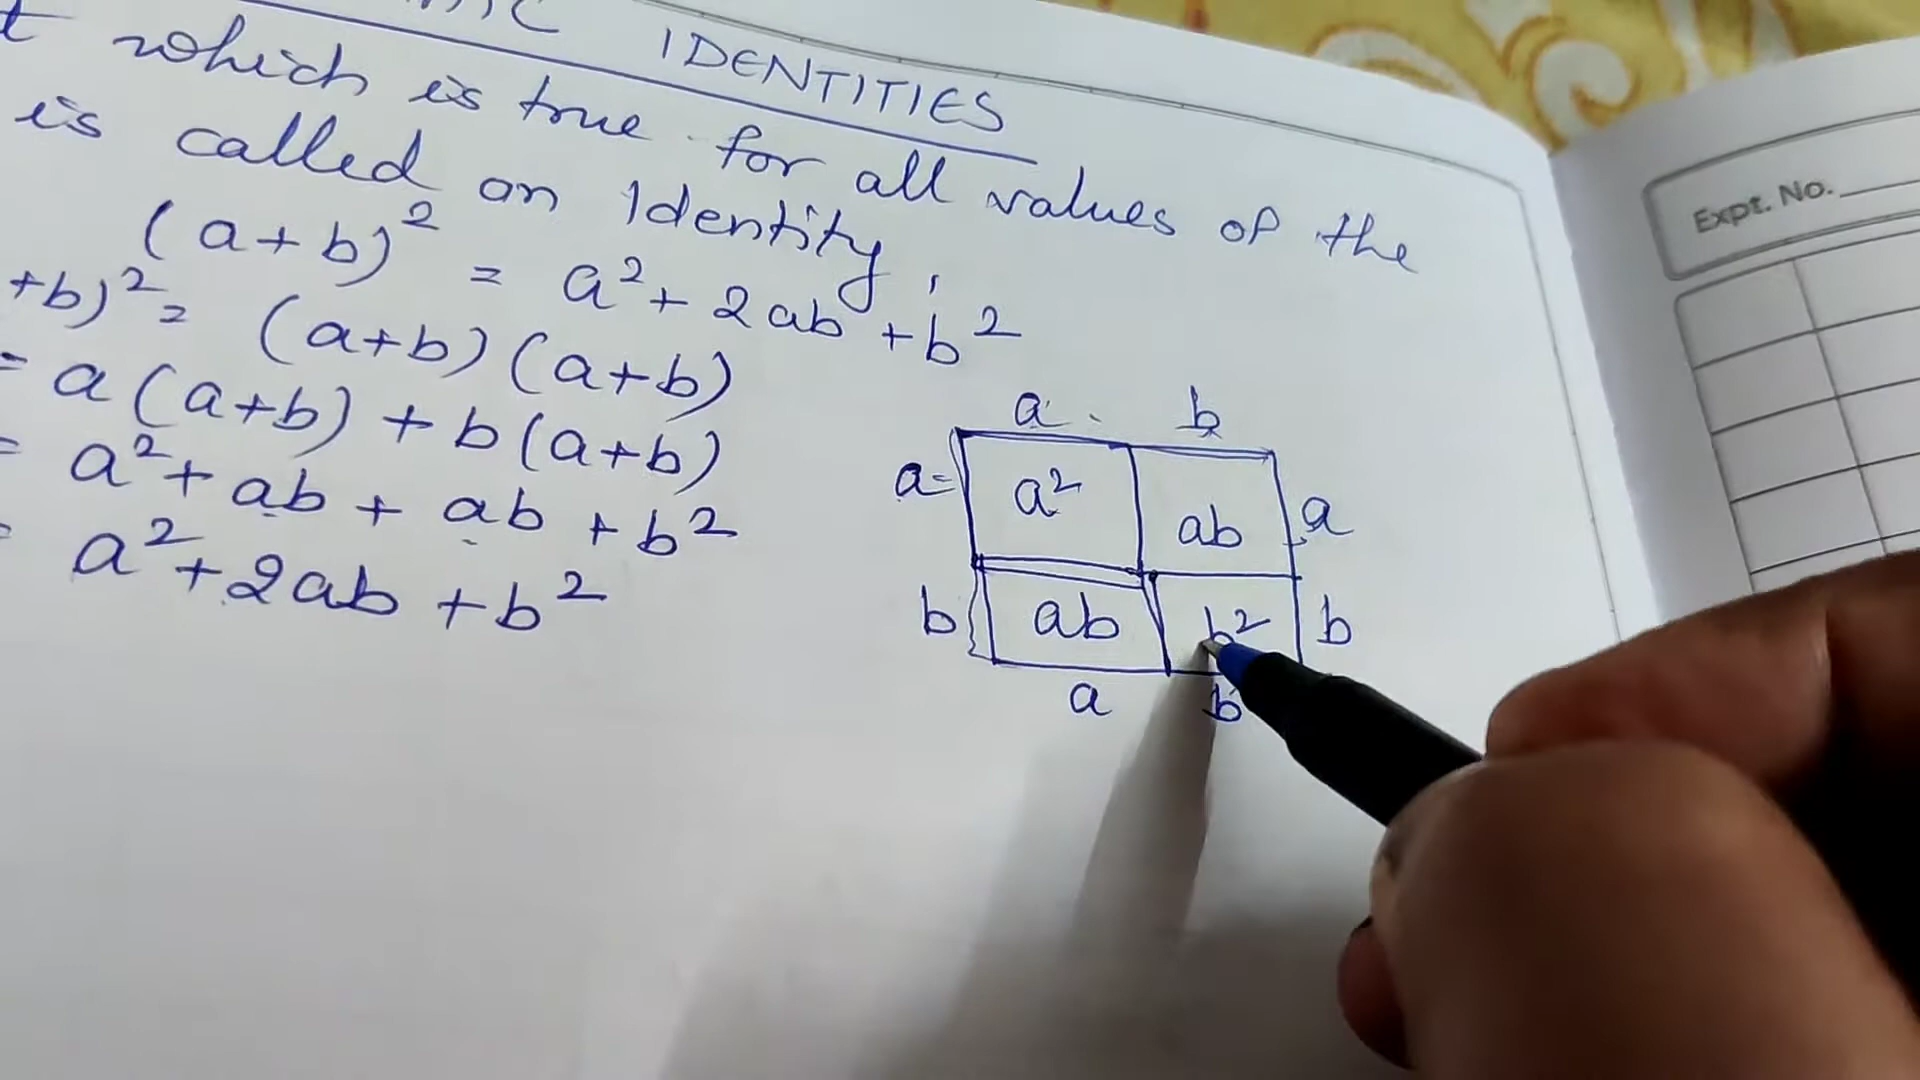 IDENTITIES
which is true for all values of the
is called an Identity.
(a+b)² = a²+2ab+b²
+b)² = (a+b)(a+b)
= a(a+b)+b(a+b)
= a²+ab+ab+b²
= a²+2ab+b²
a b
a a² ab a
b ab b² b
a b
Expt. No.